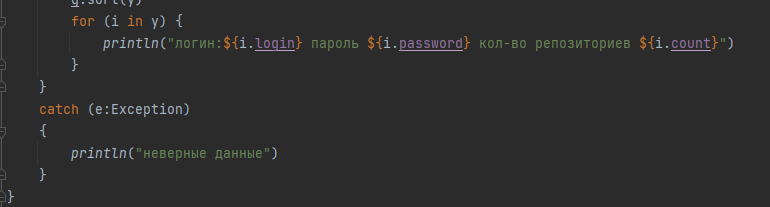 g.sort(y)
for (i in y) {
println("логин:${i.login} пароль ${i.password} кол-во репозиториев ${i.count}")
}
}
catch (e:Exception)
{
println("неверные данные")
}
}